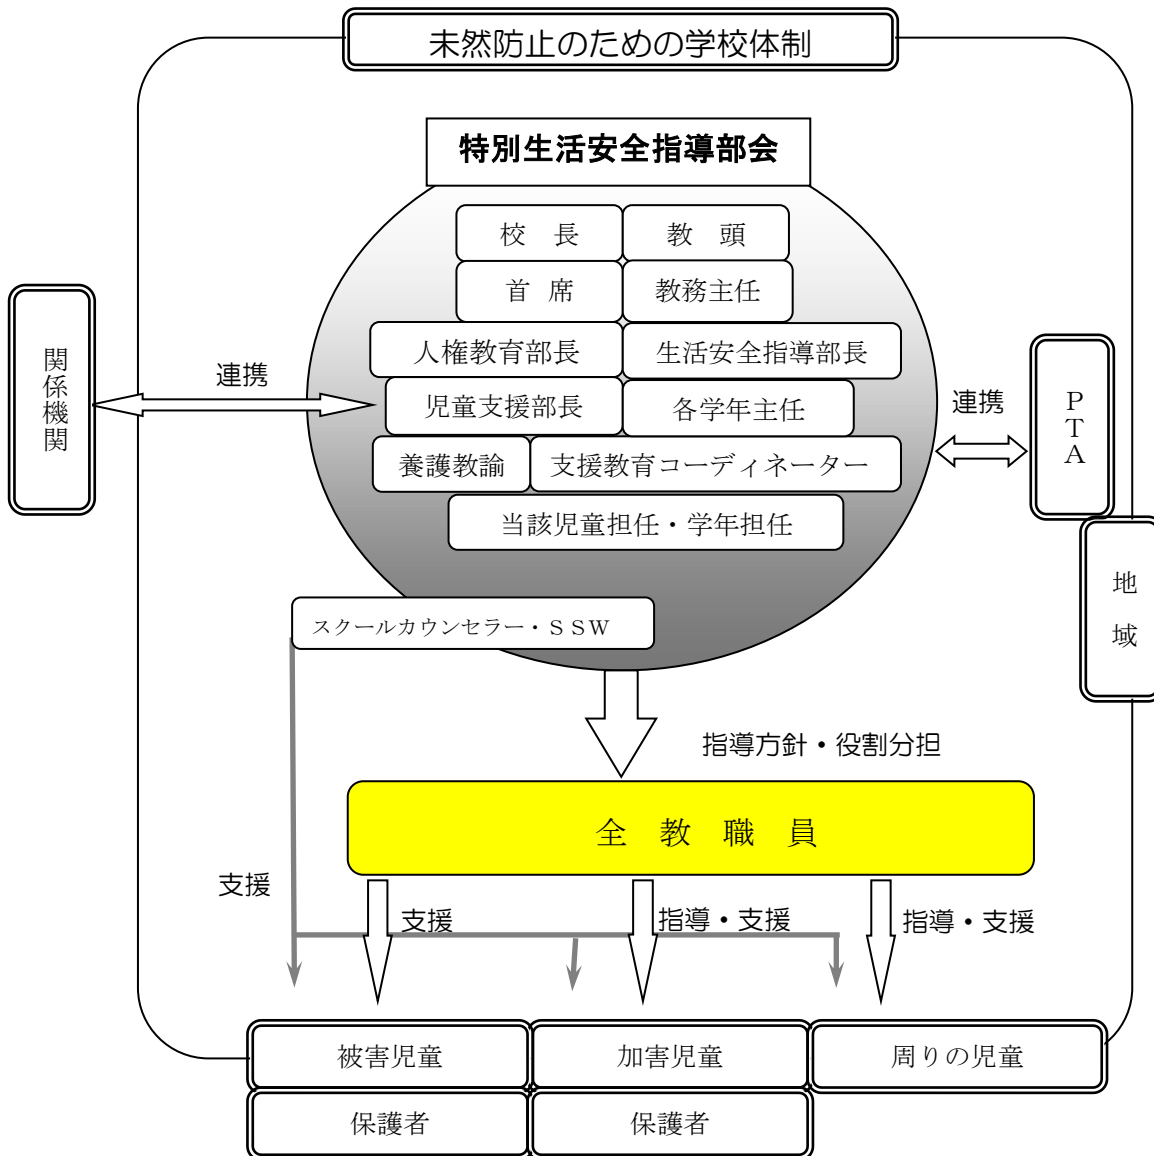 未然防止のための学校体制
特別生活安全指導部会
校　長
教　頭
首　席
教務主任
人権教育部長
生活安全指導部長
児童支援部長
各学年主任
養護教諭
支援教育コーディネーター
当該児童担任・学年担任
スクールカウンセラー・ＳＳＷ
関係機関
連携
連携
ＰＴＡ
地域
指導方針・役割分担
全　教　職　員
支援
支援
指導・支援
指導・支援
被害児童
加害児童
周りの児童
保護者
保護者